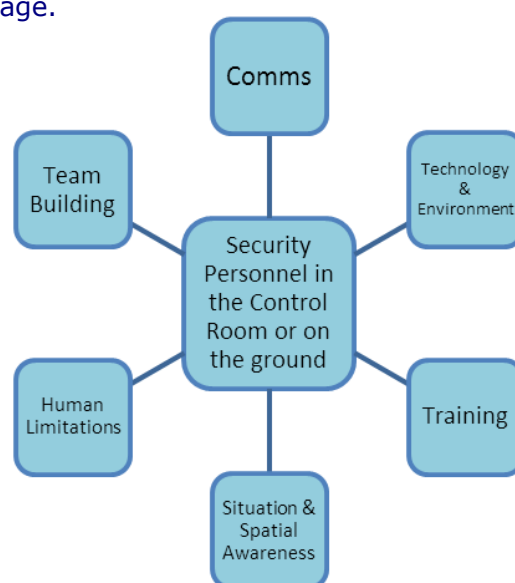 age.
Comms
Team
Building
Technology
&
Environment
Security
Personnel in
the Control
Room or on
the ground
Human
Limitations
Training
Situation &
Spatial
Awareness